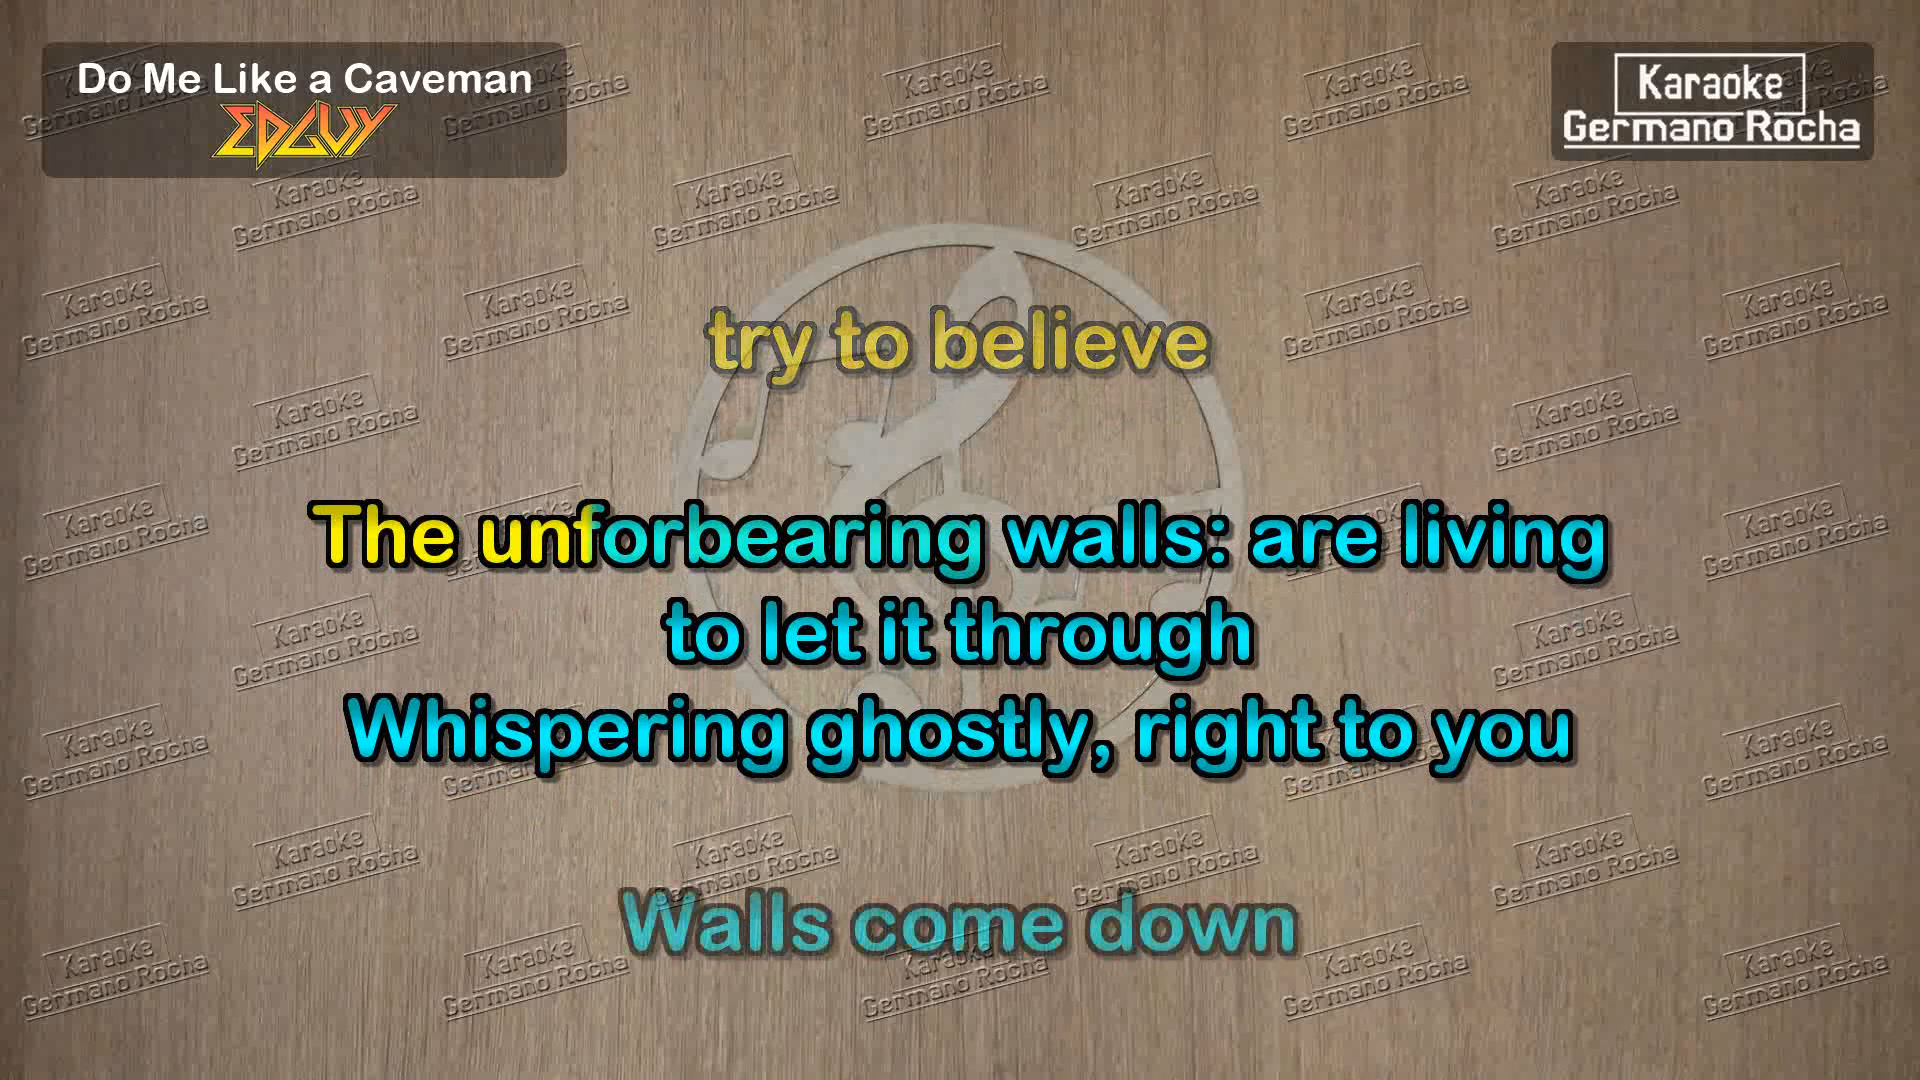 Do Me Like a Caveman
EDGUY
Karaoke
Germano Rocha
try to believe
The unforbearing walls: are living
to let it through
Whispering ghostly, right to you
Walls come down